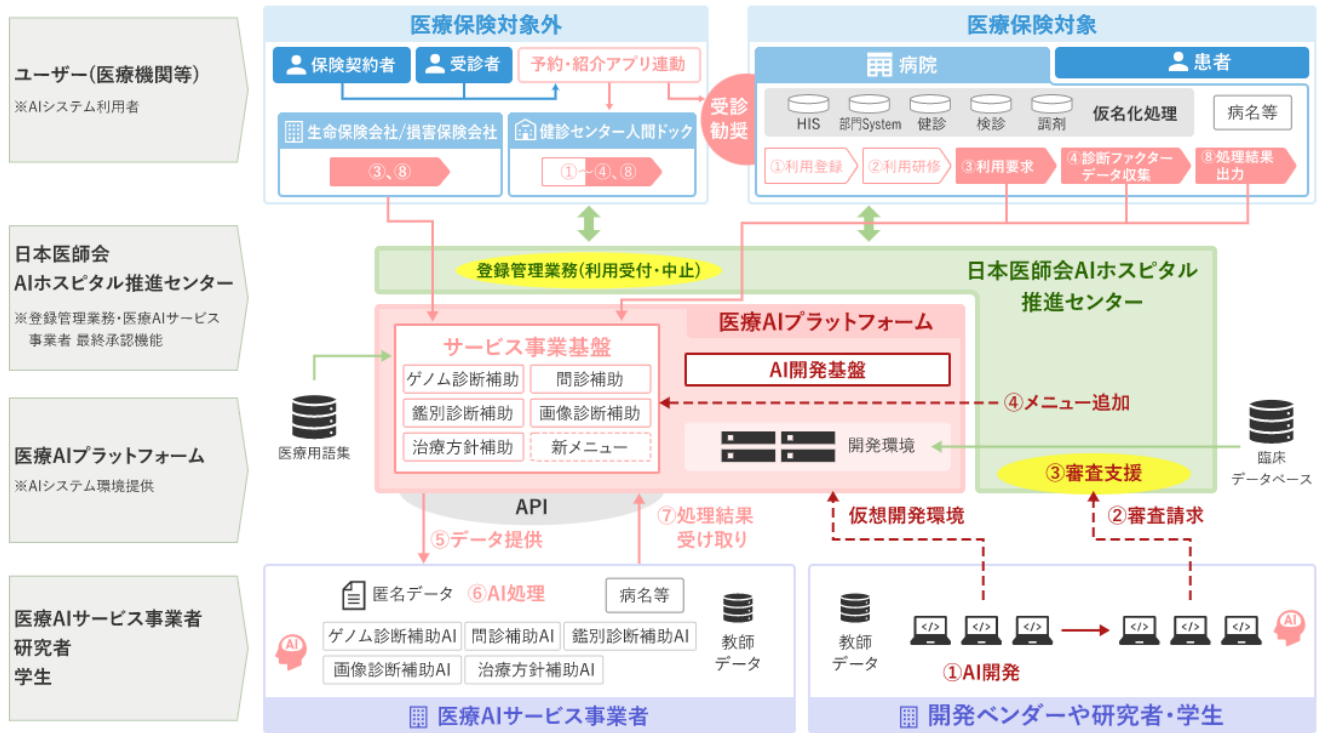 ユーザー(医療機関等)
※AIシステム利用者
日本医師会
AIホスピタル推進センター
※登録管理業務・医療AIサービス
事業者 最終承認機能
医療AIプラットフォーム
※AIシステム環境提供
医療AIサービス事業者
研究者
学生
医療保険対象外
保険契約者
受診者
予約・紹介アプリ連動
生命保険会社/損害保険会社
③、⑧
健診センター人間ドック
①〜④、⑧
受診
勧奨
医療保険対象
病院
患者
HIS
部門System
健診
検診
調剤
仮名化処理
病名等
①利用登録
②利用研修
③利用要求
④診断ファクター
データ収集
⑧処理結果
出力
登録管理業務(利用受付・中止)
日本医師会AIホスピタル
推進センター
医療AIプラットフォーム
サービス事業基盤
ゲノム診断補助
問診補助
鑑別診断補助
画像診断補助
治療方針補助
新メニュー
AI開発基盤
④メニュー追加
開発環境
医療用語集
臨床
データベース
③審査支援
API
⑤データ提供
⑦処理結果
受け取り
仮想開発環境
②審査請求
匿名データ
⑥AI処理
病名等
AI
ゲノム診断補助AI
問診補助AI
鑑別診断補助AI
画像診断補助AI
治療方針補助AI
教師
データ
医療AIサービス事業者
教師
データ
</>
</>
</>
</>
</>
</>
AI
①AI開発
開発ベンダーや研究者・学生